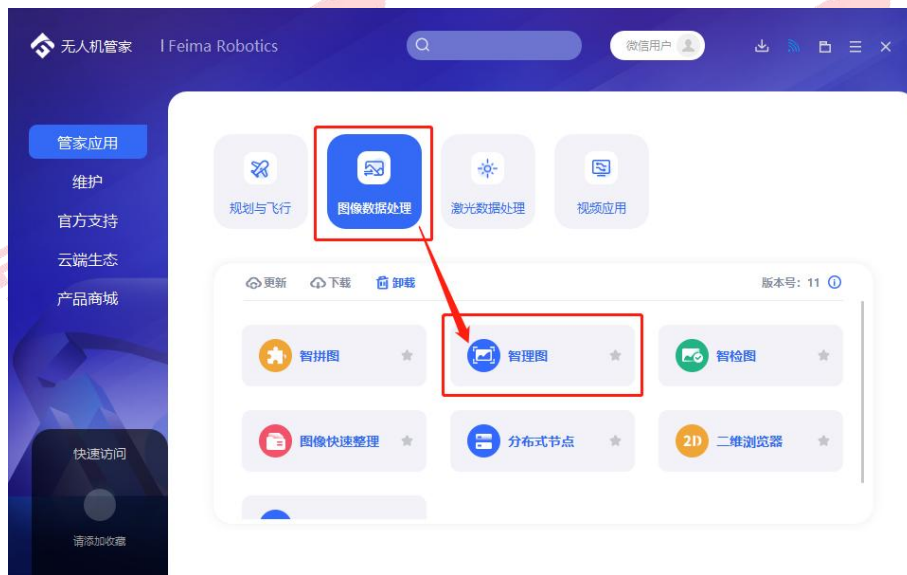 无人机管家 | Feima Robotics
微信用户
管家应用
维护
官方支持
云端生态
产品商城
规划与飞行
图像数据处理
激光数据处理
视频应用
更新 下载 卸载 版本号：11
智拼图
智理图
智检图
图像快速整理
分布式节点
2D 二维浏览器
快速访问
请添加收藏